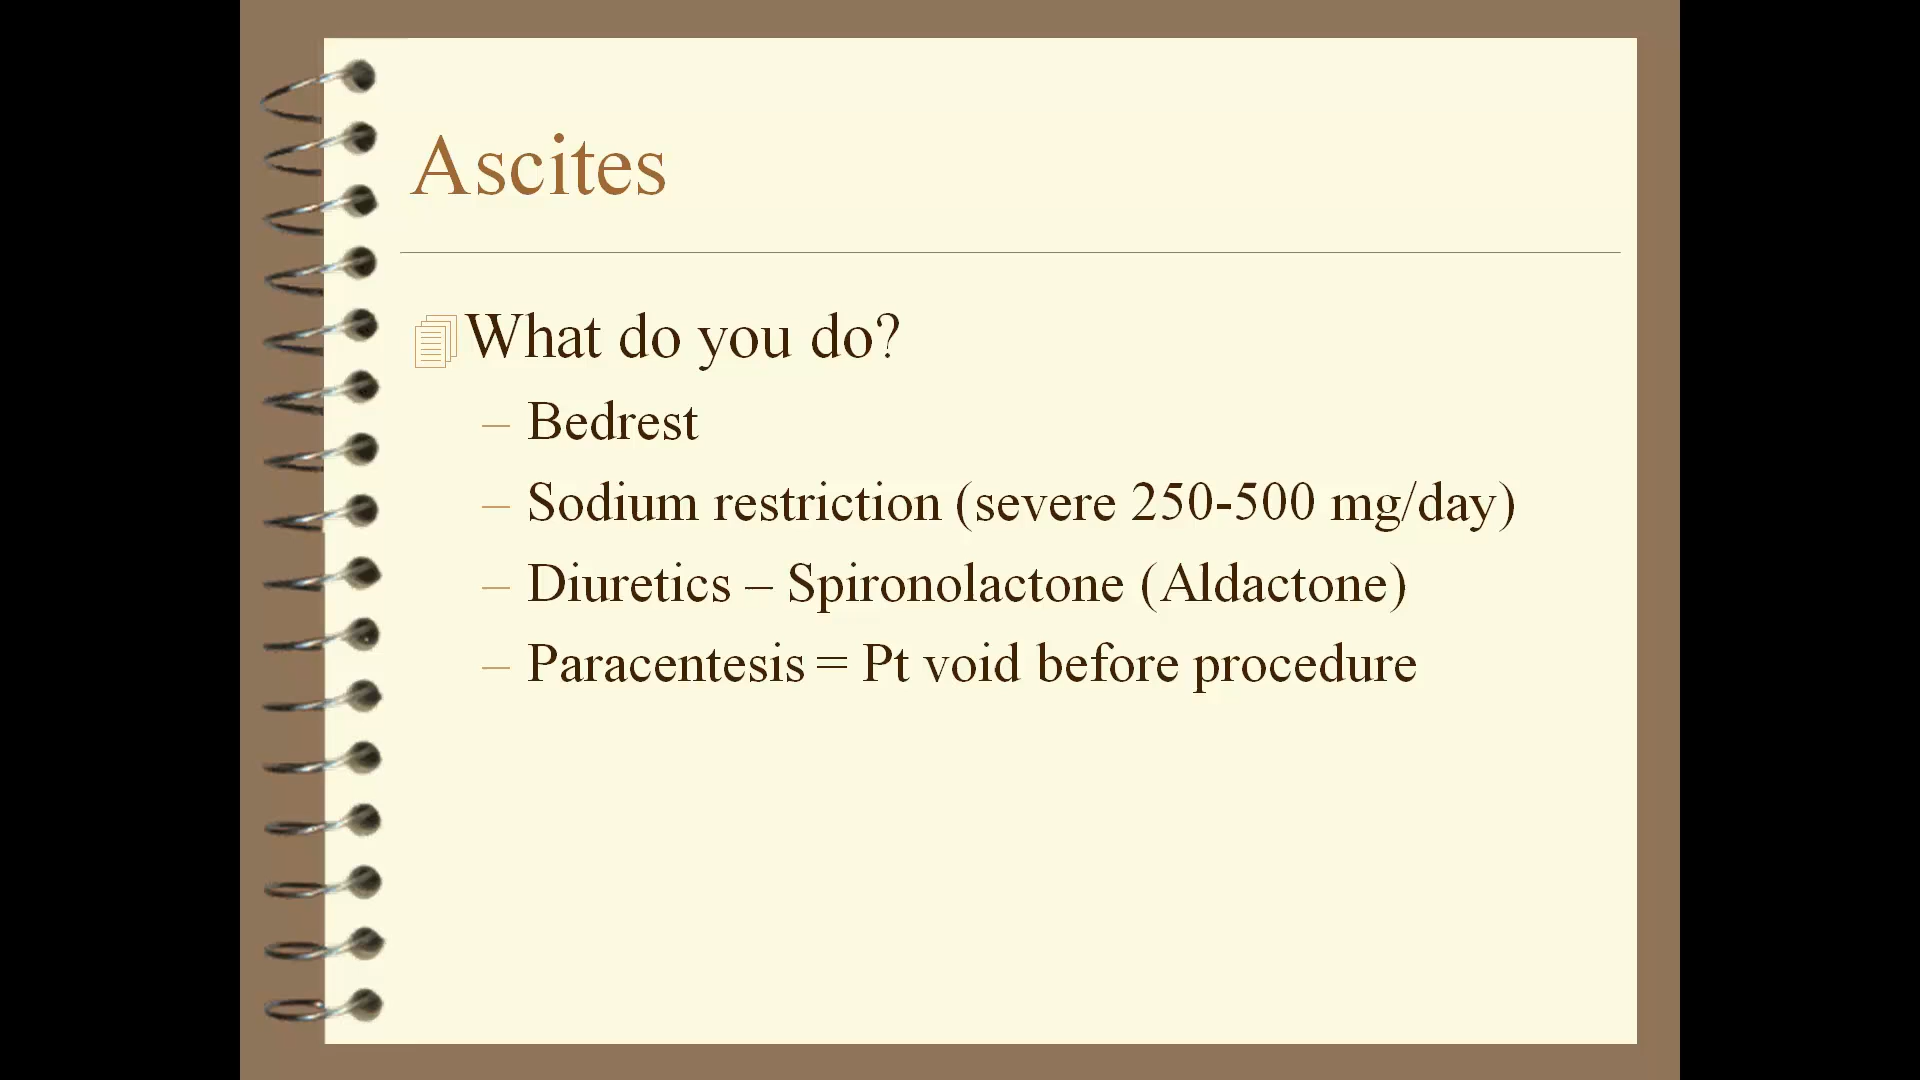 Ascites
What do you do?
– Bedrest
– Sodium restriction (severe 250-500 mg/day)
– Diuretics – Spironolactone (Aldactone)
– Paracentesis = Pt void before procedure